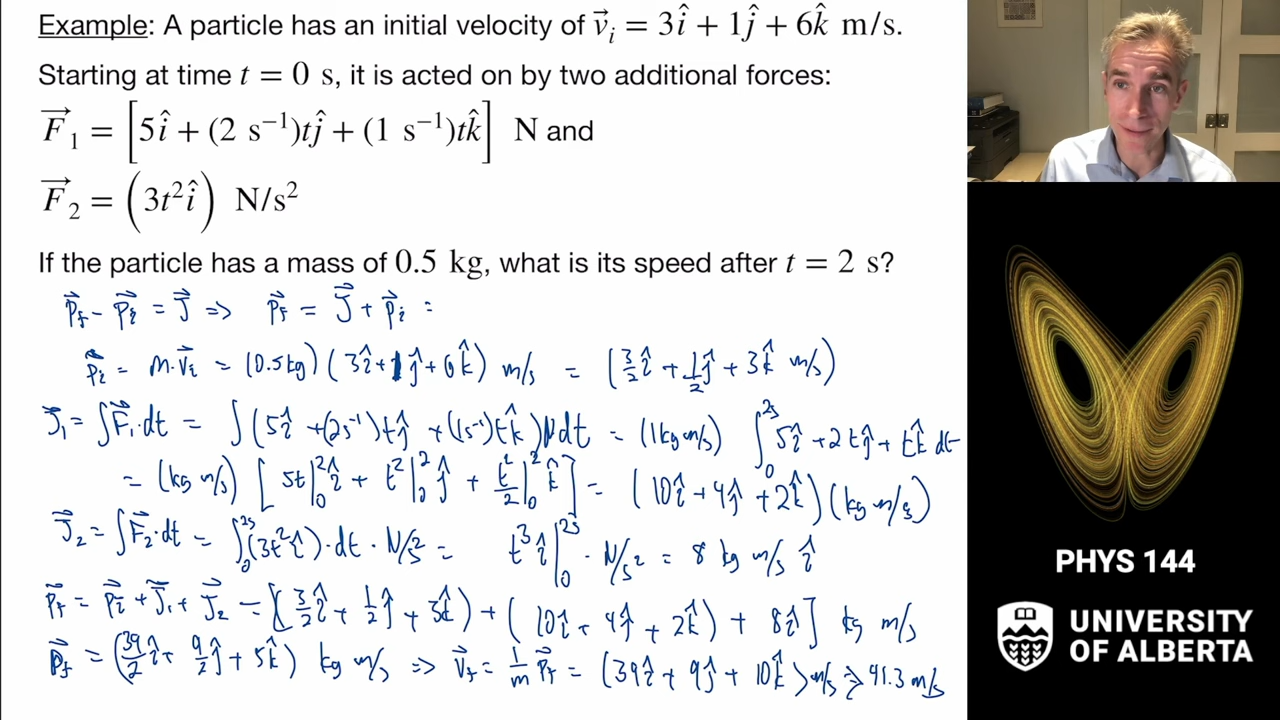 Example: A particle has an initial velocity of v⃗ᵢ = 3î + 1ĵ + 6k̂ m/s.
Starting at time t = 0 s, it is acted on by two additional forces:
F⃗₁ = [5î + (2 s⁻¹)tĵ + (1 s⁻¹)tk̂] N and
F⃗₂ = (3t²î) N/s²
If the particle has a mass of 0.5 kg, what is its speed after t = 2 s?
p⃗f − p⃗i = J⃗ ⇒ p⃗f = J⃗ + p⃗i =
p⃗i = m·v⃗i = (0.5kg)(3î + 1ĵ + 6k̂) m/s = (3/2 î + 1/2 ĵ + 3k̂ m/s)
J⃗₁ = ∫F⃗₁·dt = ∫(5î + (2s⁻¹)tĵ + (1s⁻¹)tk̂)N dt = (1kg m/s) ∫₀²ˢ 5î + 2tĵ + tk̂ dt
= (kg m/s) [5t|₀² î + t²|₀² ĵ + t²/2|₀² k̂] = (10î + 4ĵ + 2k̂)(kg m/s)
J⃗₂ = ∫F⃗₂·dt = ∫₀²ˢ(3t²î)·dt·N/s² = t³î|₀²ˢ · N/s² = 8 kg m/s î
p⃗f = p⃗i + J⃗₁ + J⃗₂ = [(3/2 î + 1/2 ĵ + 3k̂) + (10î + 4ĵ + 2k̂) + 8î] kg m/s
p⃗f = (39/2 î + 9/2 ĵ + 5k̂) kg m/s ⇒ v⃗f = 1/m p⃗f = (39î + 9ĵ + 10k̂) m/s ⇒ 41.3 m/s
PHYS 144
UNIVERSITY
OF ALBERTA